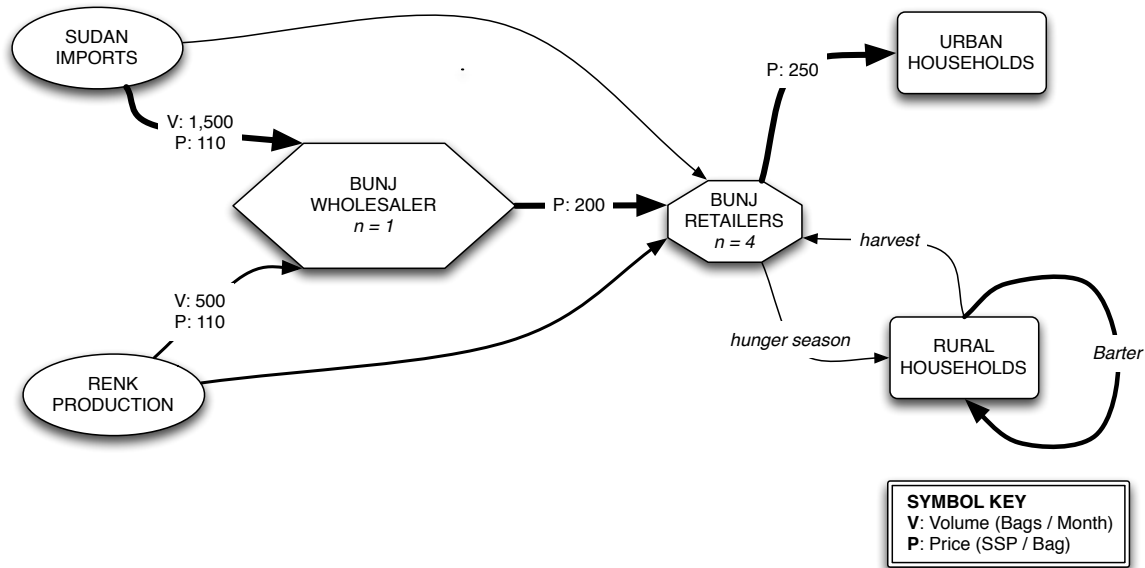 SUDAN
IMPORTS
URBAN
HOUSEHOLDS
P: 250
V: 1,500
P: 110
BUNJ
WHOLESALER
n = 1
P: 200
BUNJ
RETAILERS
n = 4
harvest
V: 500
P: 110
hunger season
RURAL
HOUSEHOLDS
Barter
RENK
PRODUCTION
SYMBOL KEY
V: Volume (Bags / Month)
P: Price (SSP / Bag)